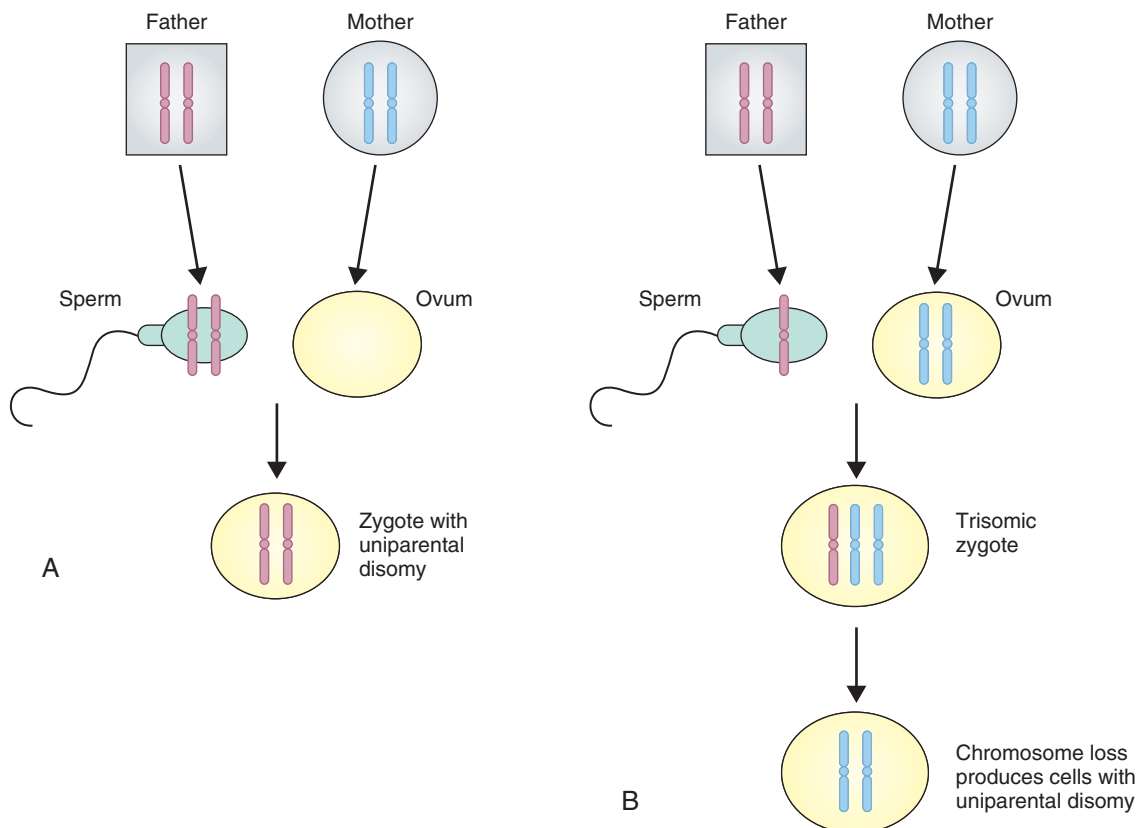 Father
Mother
Sperm
Ovum
Zygote with
uniparental
disomy
A
Father
Mother
Sperm
Ovum
Trisomic
zygote
Chromosome loss
produces cells with
uniparental disomy
B